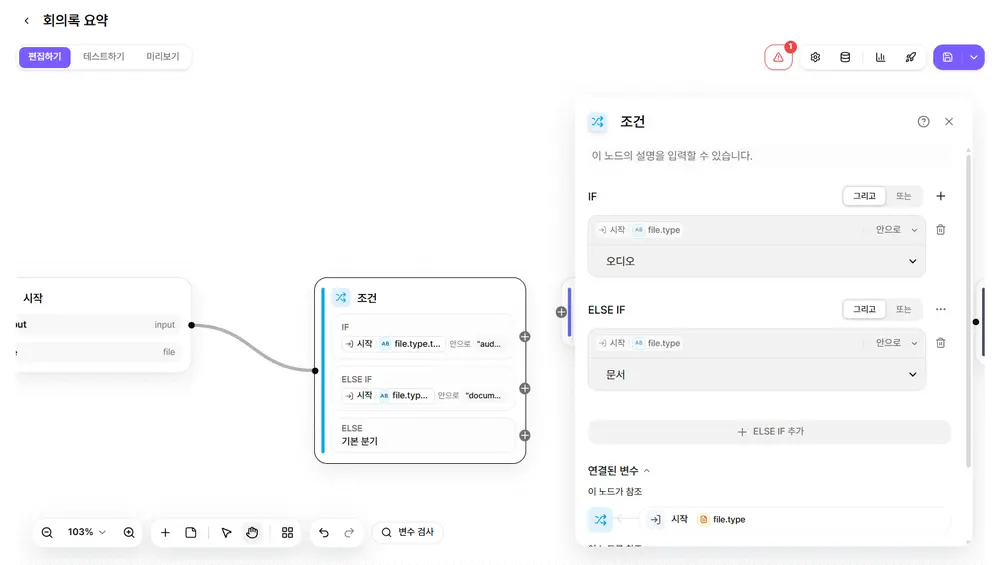 회의록 요약
편집하기 테스트하기 미리보기
1
조건
이 노드의 설명을 입력할 수 있습니다.
IF 그리고 또는
시작 AB file.type 안으로
오디오
ELSE IF 그리고 또는
시작 AB file.type 안으로
문서
ELSE IF 추가
연결된 변수
이 노드가 참조
시작 file.type
시작
input
file
조건
IF
시작 AB file.type.t... 안으로 "aud...
ELSE IF
시작 AB file.typ... 안으로 "docum...
ELSE
기본 분기
103%
변수 검사